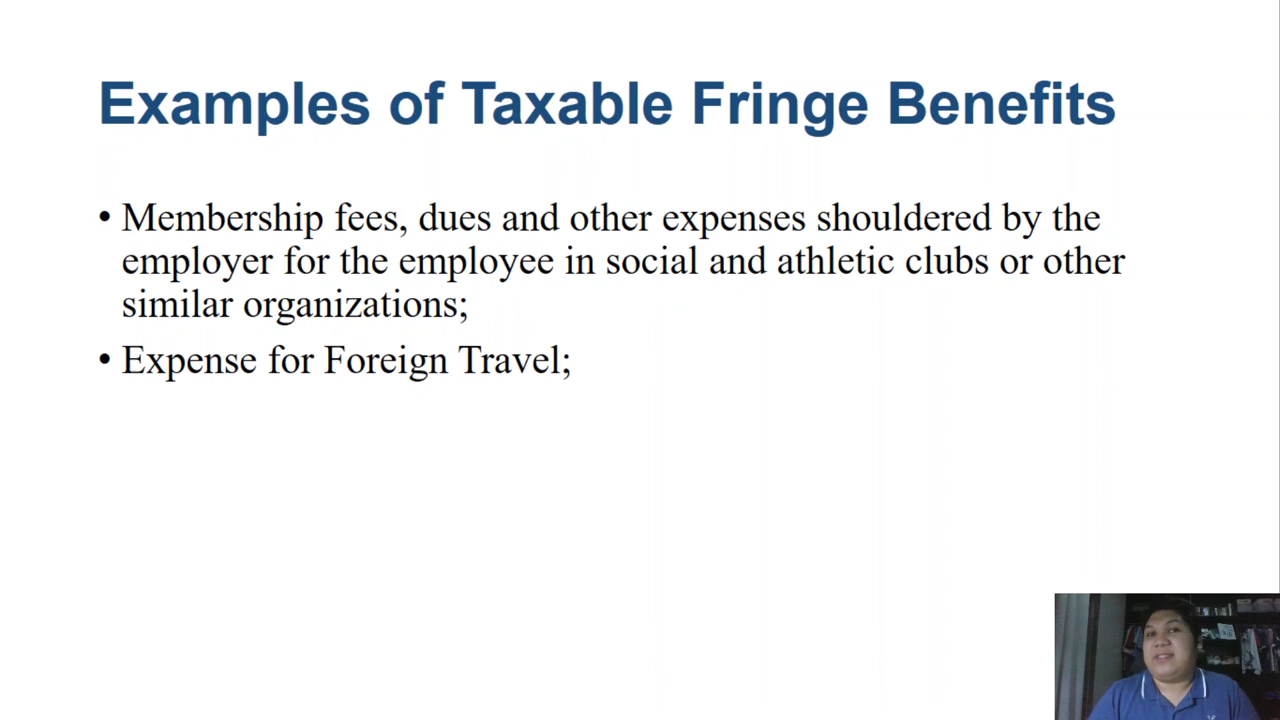 Examples of Taxable Fringe Benefits
• Membership fees, dues and other expenses shouldered by the
employer for the employee in social and athletic clubs or other
similar organizations;
• Expense for Foreign Travel;